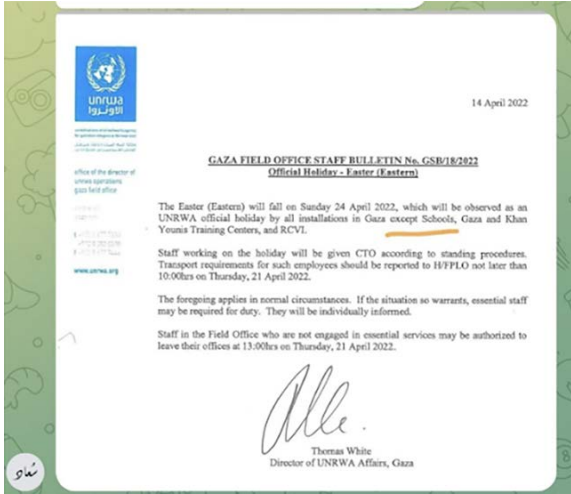 unrwa
الأونروا
14 April 2022
GAZA FIELD OFFICE STAFF BULLETIN No. GSB/18/2022
Official Holiday - Easter (Eastern)
office of the director of
unrwa operations
gaza field office
The Easter (Eastern) will fall on Sunday 24 April 2022, which will be observed as an
UNRWA official holiday by all installations in Gaza except Schools, Gaza and Khan
Younis Training Centers, and RCVI.
www.unrwa.org
Staff working on the holiday will be given CTO according to standing procedures.
Transport requirements for such employees should be reported to H/FPLO not later than
10:00hrs on Thursday, 21 April 2022.
The foregoing applies in normal circumstances. If the situation so warrants, essential staff
may be required for duty. They will be individually informed.
Staff in the Field Office who are not engaged in essential services may be authorized to
leave their offices at 13:00hrs on Thursday, 21 April 2022.
Thomas White
Director of UNRWA Affairs, Gaza